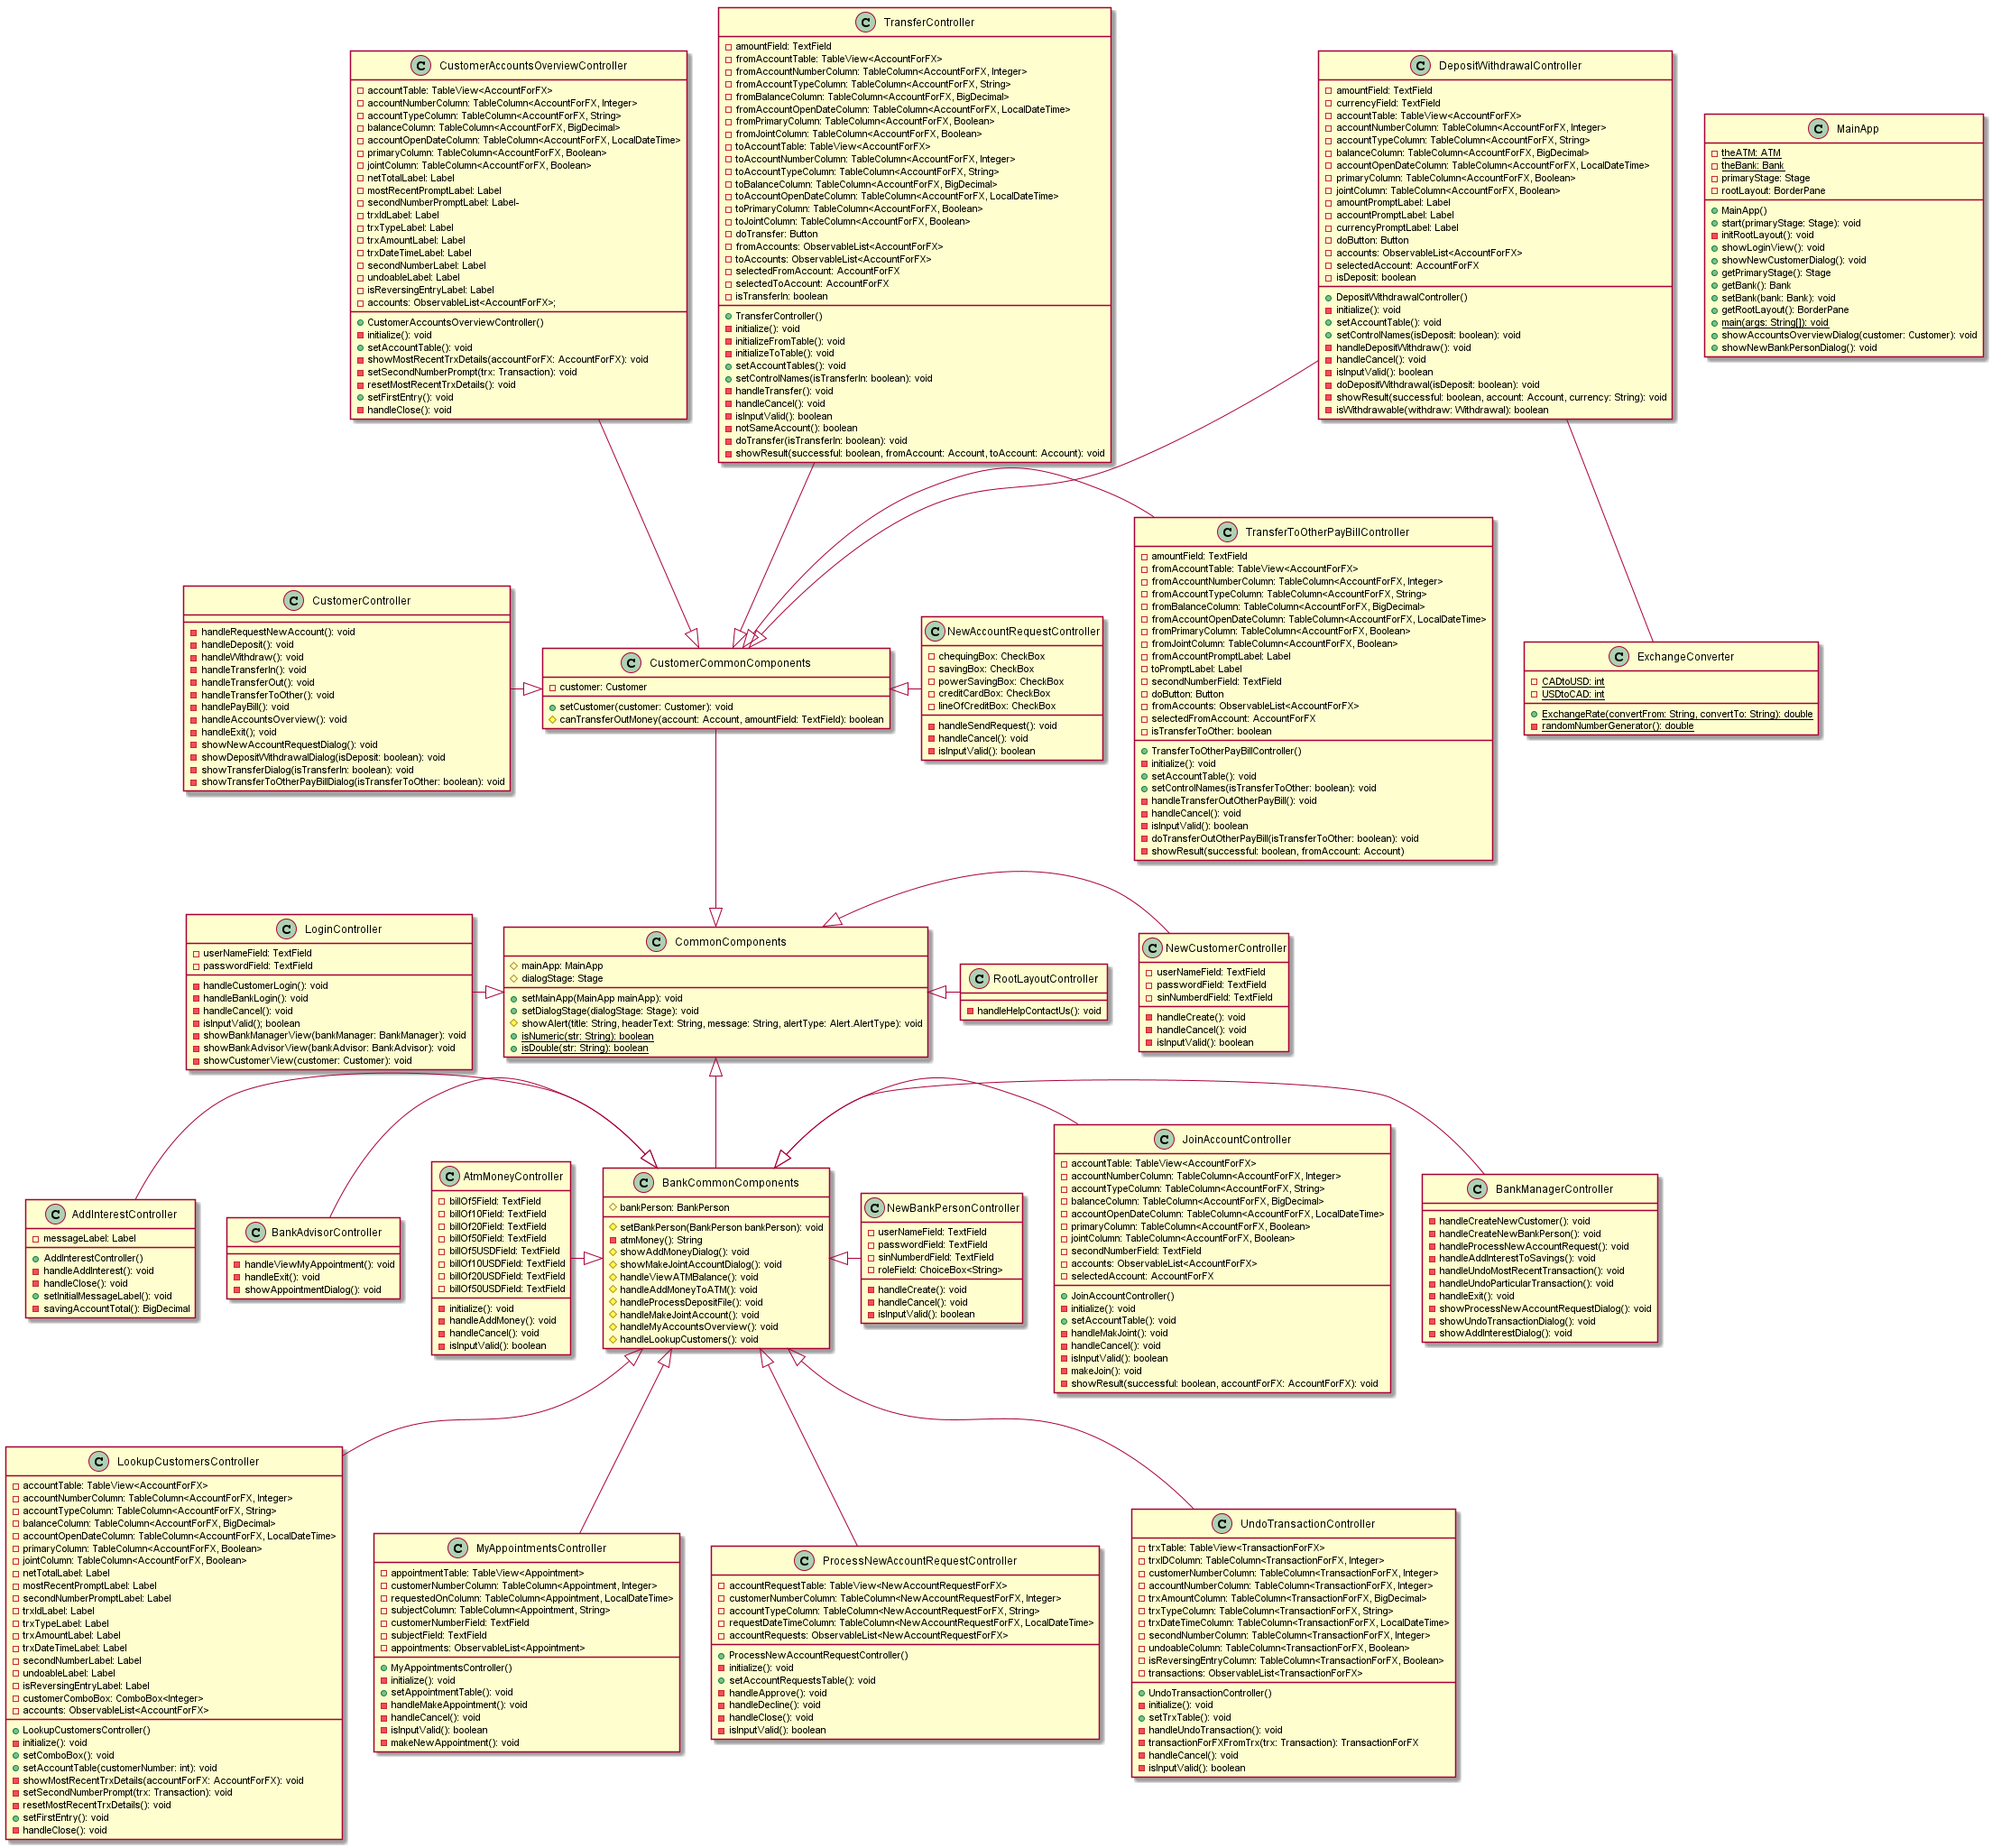 TransferController
amountField: TextField
fromAccountTable: TableView<AccountForFX>
fromAccountNumberColumn: TableColumn<AccountForFX, Integer>
fromAccountTypeColumn: TableColumn<AccountForFX, String>
fromBalanceColumn: TableColumn<AccountForFX, BigDecimal>
fromAccountOpenDateColumn: TableColumn<AccountForFX, LocalDateTime>
fromPrimaryColumn: TableColumn<AccountForFX, Boolean>
fromJointColumn: TableColumn<AccountForFX, Boolean>
toAccountTable: TableView<AccountForFX>
toAccountNumberColumn: TableColumn<AccountForFX, Integer>
toAccountTypeColumn: TableColumn<AccountForFX, String>
toBalanceColumn: TableColumn<AccountForFX, BigDecimal>
toAccountOpenDateColumn: TableColumn<AccountForFX, LocalDateTime>
toPrimaryColumn: TableColumn<AccountForFX, Boolean>
toJointColumn: TableColumn<AccountForFX, Boolean>
doTransfer: Button
fromAccounts: ObservableList<AccountForFX>
toAccounts: ObservableList<AccountForFX>
selectedFromAccount: AccountForFX
selectedToAccount: AccountForFX
isTransferIn: boolean
TransferController()
initialize(): void
initializeFromTable(): void
initializeToTable(): void
setAccountTables(): void
setControlNames(isTransferIn: boolean): void
handleTransfer(): void
handleCancel(): void
isInputValid(): boolean
notSameAccount(): boolean
doTransfer(isTransferIn: boolean): void
showResult(successful: boolean, fromAccount: Account, toAccount: Account): void
CustomerAccountsOverviewController
accountTable: TableView<AccountForFX>
accountNumberColumn: TableColumn<AccountForFX, Integer>
accountTypeColumn: TableColumn<AccountForFX, String>
balanceColumn: TableColumn<AccountForFX, BigDecimal>
accountOpenDateColumn: TableColumn<AccountForFX, LocalDateTime>
primaryColumn: TableColumn<AccountForFX, Boolean>
jointColumn: TableColumn<AccountForFX, Boolean>
netTotalLabel: Label
mostRecentPromptLabel: Label
secondNumberPromptLabel: Label-
trxIdLabel: Label
trxTypeLabel: Label
trxAmountLabel: Label
trxDateTimeLabel: Label
secondNumberLabel: Label
undoableLabel: Label
isReversingEntryLabel: Label
accounts: ObservableList<AccountForFX>;
CustomerAccountsOverviewController()
initialize(): void
setAccountTable(): void
showMostRecentTrxDetails(accountForFX: AccountForFX): void
setSecondNumberPrompt(trx: Transaction): void
resetMostRecentTrxDetails(): void
setFirstEntry(): void
handleClose(): void
DepositWithdrawalController
amountField: TextField
currencyField: TextField
accountTable: TableView<AccountForFX>
accountNumberColumn: TableColumn<AccountForFX, Integer>
accountTypeColumn: TableColumn<AccountForFX, String>
balanceColumn: TableColumn<AccountForFX, BigDecimal>
accountOpenDateColumn: TableColumn<AccountForFX, LocalDateTime>
primaryColumn: TableColumn<AccountForFX, Boolean>
jointColumn: TableColumn<AccountForFX, Boolean>
amountPromptLabel: Label
accountPromptLabel: Label
currencyPromptLabel: Label
doButton: Button
accounts: ObservableList<AccountForFX>
selectedAccount: AccountForFX
isDeposit: boolean
DepositWithdrawalController()
initialize(): void
setAccountTable(): void
setControlNames(isDeposit: boolean): void
handleDepositWithdraw(): void
handleCancel(): void
isInputValid(): boolean
doDepositWithdrawal(isDeposit: boolean): void
showResult(successful: boolean, account: Account, currency: String): void
isWithdrawable(withdraw: Withdrawal): boolean
MainApp
theATM: ATM
theBank: Bank
primaryStage: Stage
rootLayout: BorderPane
MainApp()
start(primaryStage: Stage): void
initRootLayout(): void
showLoginView(): void
showNewCustomerDialog(): void
getPrimaryStage(): Stage
getBank(): Bank
setBank(bank: Bank): void
getRootLayout(): BorderPane
main(args: String[]): void
showAccountsOverviewDialog(customer: Customer): void
showNewBankPersonDialog(): void
TransferToOtherPayBillController
amountField: TextField
fromAccountTable: TableView<AccountForFX>
fromAccountNumberColumn: TableColumn<AccountForFX, Integer>
fromAccountTypeColumn: TableColumn<AccountForFX, String>
fromBalanceColumn: TableColumn<AccountForFX, BigDecimal>
fromAccountOpenDateColumn: TableColumn<AccountForFX, LocalDateTime>
fromPrimaryColumn: TableColumn<AccountForFX, Boolean>
fromJointColumn: TableColumn<AccountForFX, Boolean>
fromAccountPromptLabel: Label
toPromptLabel: Label
secondNumberField: TextField
doButton: Button
fromAccounts: ObservableList<AccountForFX>
selectedFromAccount: AccountForFX
isTransferToOther: boolean
TransferToOtherPayBillController()
initialize(): void
setAccountTable(): void
setControlNames(isTransferToOther: boolean): void
handleTransferOutOtherPayBill(): void
handleCancel(): void
isInputValid(): boolean
doTransferOutOtherPayBill(isTransferToOther: boolean): void
showResult(successful: boolean, fromAccount: Account)
CustomerController
handleRequestNewAccount(): void
handleDeposit(): void
handleWithdraw(): void
handleTransferIn(): void
handleTransferOut(): void
handleTransferToOther(): void
handlePayBill(): void
handleAccountsOverview(): void
handleExit(): void
showNewAccountRequestDialog(): void
showDepositWithdrawalDialog(isDeposit: boolean): void
showTransferDialog(isTransferIn: boolean): void
showTransferToOtherPayBillDialog(isTransferToOther: boolean): void
CustomerCommonComponents
customer: Customer
setCustomer(customer: Customer): void
canTransferOutMoney(account: Account, amountField: TextField): boolean
NewAccountRequestController
chequingBox: CheckBox
savingBox: CheckBox
powerSavingBox: CheckBox
creditCardBox: CheckBox
lineOfCreditBox: CheckBox
handleSendRequest(): void
handleCancel(): void
isInputValid(): boolean
ExchangeConverter
CADtoUSD: int
USDtoCAD: int
ExchangeRate(convertFrom: String, convertTo: String): double
randomNumberGenerator(): double
LoginController
userNameField: TextField
passwordField: TextField
handleCustomerLogin(): void
handleBankLogin(): void
handleCancel(): void
isInputValid(); boolean
showBankManagerView(bankManager: BankManager): void
showBankAdvisorView(bankAdvisor: BankAdvisor): void
showCustomerView(customer: Customer): void
CommonComponents
mainApp: MainApp
dialogStage: Stage
setMainApp(MainApp mainApp): void
setDialogStage(dialogStage: Stage): void
showAlert(title: String, headerText: String, message: String, alertType: Alert.AlertType): void
isNumeric(str: String): boolean
isDouble(str: String): boolean
RootLayoutController
handleHelpContactUs(): void
NewCustomerController
userNameField: TextField
passwordField: TextField
sinNumberdField: TextField
handleCreate(): void
handleCancel(): void
isInputValid(): boolean
AddInterestController
messageLabel: Label
AddInterestController()
handleAddInterest(): void
handleClose(): void
setInitialMessageLabel(): void
savingAccountTotal(): BigDecimal
BankAdvisorController
handleViewMyAppointment(): void
handleExit(): void
showAppointmentDialog(): void
AtmMoneyController
billOf5Field: TextField
billOf10Field: TextField
billOf20Field: TextField
billOf50Field: TextField
billOf5USDField: TextField
billOf10USDField: TextField
billOf20USDField: TextField
billOf50USDField: TextField
initialize(): void
handleAddMoney(): void
handleCancel(): void
isInputValid(): boolean
BankCommonComponents
bankPerson: BankPerson
setBankPerson(BankPerson bankPerson): void
atmMoney(): String
showAddMoneyDialog(): void
showMakeJointAccountDialog(): void
handleViewATMBalance(): void
handleAddMoneyToATM(): void
handleProcessDepositFile(): void
handleMakeJointAccount(): void
handleMyAccountsOverview(): void
handleLookupCustomers(): void
NewBankPersonController
userNameField: TextField
passwordField: TextField
sinNumberdField: TextField
roleField: ChoiceBox<String>
handleCreate(): void
handleCancel(): void
isInputValid(): boolean
JoinAccountController
accountTable: TableView<AccountForFX>
accountNumberColumn: TableColumn<AccountForFX, Integer>
accountTypeColumn: TableColumn<AccountForFX, String>
balanceColumn: TableColumn<AccountForFX, BigDecimal>
accountOpenDateColumn: TableColumn<AccountForFX, LocalDateTime>
primaryColumn: TableColumn<AccountForFX, Boolean>
jointColumn: TableColumn<AccountForFX, Boolean>
secondNumberField: TextField
accounts: ObservableList<AccountForFX>
selectedAccount: AccountForFX
JoinAccountController()
initialize(): void
setAccountTable(): void
handleMakJoint(): void
handleCancel(): void
isInputValid(): boolean
makeJoin(): void
showResult(successful: boolean, accountForFX: AccountForFX): void
BankManagerController
handleCreateNewCustomer(): void
handleCreateNewBankPerson(): void
handleProcessNewAccountRequest(): void
handleAddInterestToSavings(): void
handleUndoMostRecentTransaction(): void
handleUndoParticularTransaction(): void
handleExit(): void
showProcessNewAccountRequestDialog(): void
showUndoTransactionDialog(): void
showAddInterestDialog(): void
LookupCustomersController
accountTable: TableView<AccountForFX>
accountNumberColumn: TableColumn<AccountForFX, Integer>
accountTypeColumn: TableColumn<AccountForFX, String>
balanceColumn: TableColumn<AccountForFX, BigDecimal>
accountOpenDateColumn: TableColumn<AccountForFX, LocalDateTime>
primaryColumn: TableColumn<AccountForFX, Boolean>
jointColumn: TableColumn<AccountForFX, Boolean>
netTotalLabel: Label
mostRecentPromptLabel: Label
secondNumberPromptLabel: Label
trxIdLabel: Label
trxTypeLabel: Label
trxAmountLabel: Label
trxDateTimeLabel: Label
secondNumberLabel: Label
undoableLabel: Label
isReversingEntryLabel: Label
customerComboBox: ComboBox<Integer>
accounts: ObservableList<AccountForFX>
LookupCustomersController()
initialize(): void
setComboBox(): void
setAccountTable(customerNumber: int): void
showMostRecentTrxDetails(accountForFX: AccountForFX): void
setSecondNumberPrompt(trx: Transaction): void
resetMostRecentTrxDetails(): void
setFirstEntry(): void
handleClose(): void
MyAppointmentsController
appointmentTable: TableView<Appointment>
customerNumberColumn: TableColumn<Appointment, Integer>
requestedOnColumn: TableColumn<Appointment, LocalDateTime>
subjectColumn: TableColumn<Appointment, String>
customerNumberField: TextField
subjectField: TextField
appointments: ObservableList<Appointment>
MyAppointmentsController()
initialize(): void
setAppointmentTable(): void
handleMakeAppointment(): void
handleCancel(): void
isInputValid(): boolean
makeNewAppointment(): void
ProcessNewAccountRequestController
accountRequestTable: TableView<NewAccountRequestForFX>
customerNumberColumn: TableColumn<NewAccountRequestForFX, Integer>
accountTypeColumn: TableColumn<NewAccountRequestForFX, String>
requestDateTimeColumn: TableColumn<NewAccountRequestForFX, LocalDateTime>
accountRequests: ObservableList<NewAccountRequestForFX>
ProcessNewAccountRequestController()
initialize(): void
setAccountRequestsTable(): void
handleApprove(): void
handleDecline(): void
handleClose(): void
isInputValid(): boolean
UndoTransactionController
trxTable: TableView<TransactionForFX>
trxIDColumn: TableColumn<TransactionForFX, Integer>
customerNumberColumn: TableColumn<TransactionForFX, Integer>
accountNumberColumn: TableColumn<TransactionForFX, Integer>
trxAmountColumn: TableColumn<TransactionForFX, BigDecimal>
trxTypeColumn: TableColumn<TransactionForFX, String>
trxDateTimeColumn: TableColumn<TransactionForFX, LocalDateTime>
secondNumberColumn: TableColumn<TransactionForFX, Integer>
undoableColumn: TableColumn<TransactionForFX, Boolean>
isReversingEntryColumn: TableColumn<TransactionForFX, Boolean>
transactions: ObservableList<TransactionForFX>
UndoTransactionController()
initialize(): void
setTrxTable(): void
handleUndoTransaction(): void
transactionForFXFromTrx(trx: Transaction): TransactionForFX
handleCancel(): void
isInputValid(): boolean